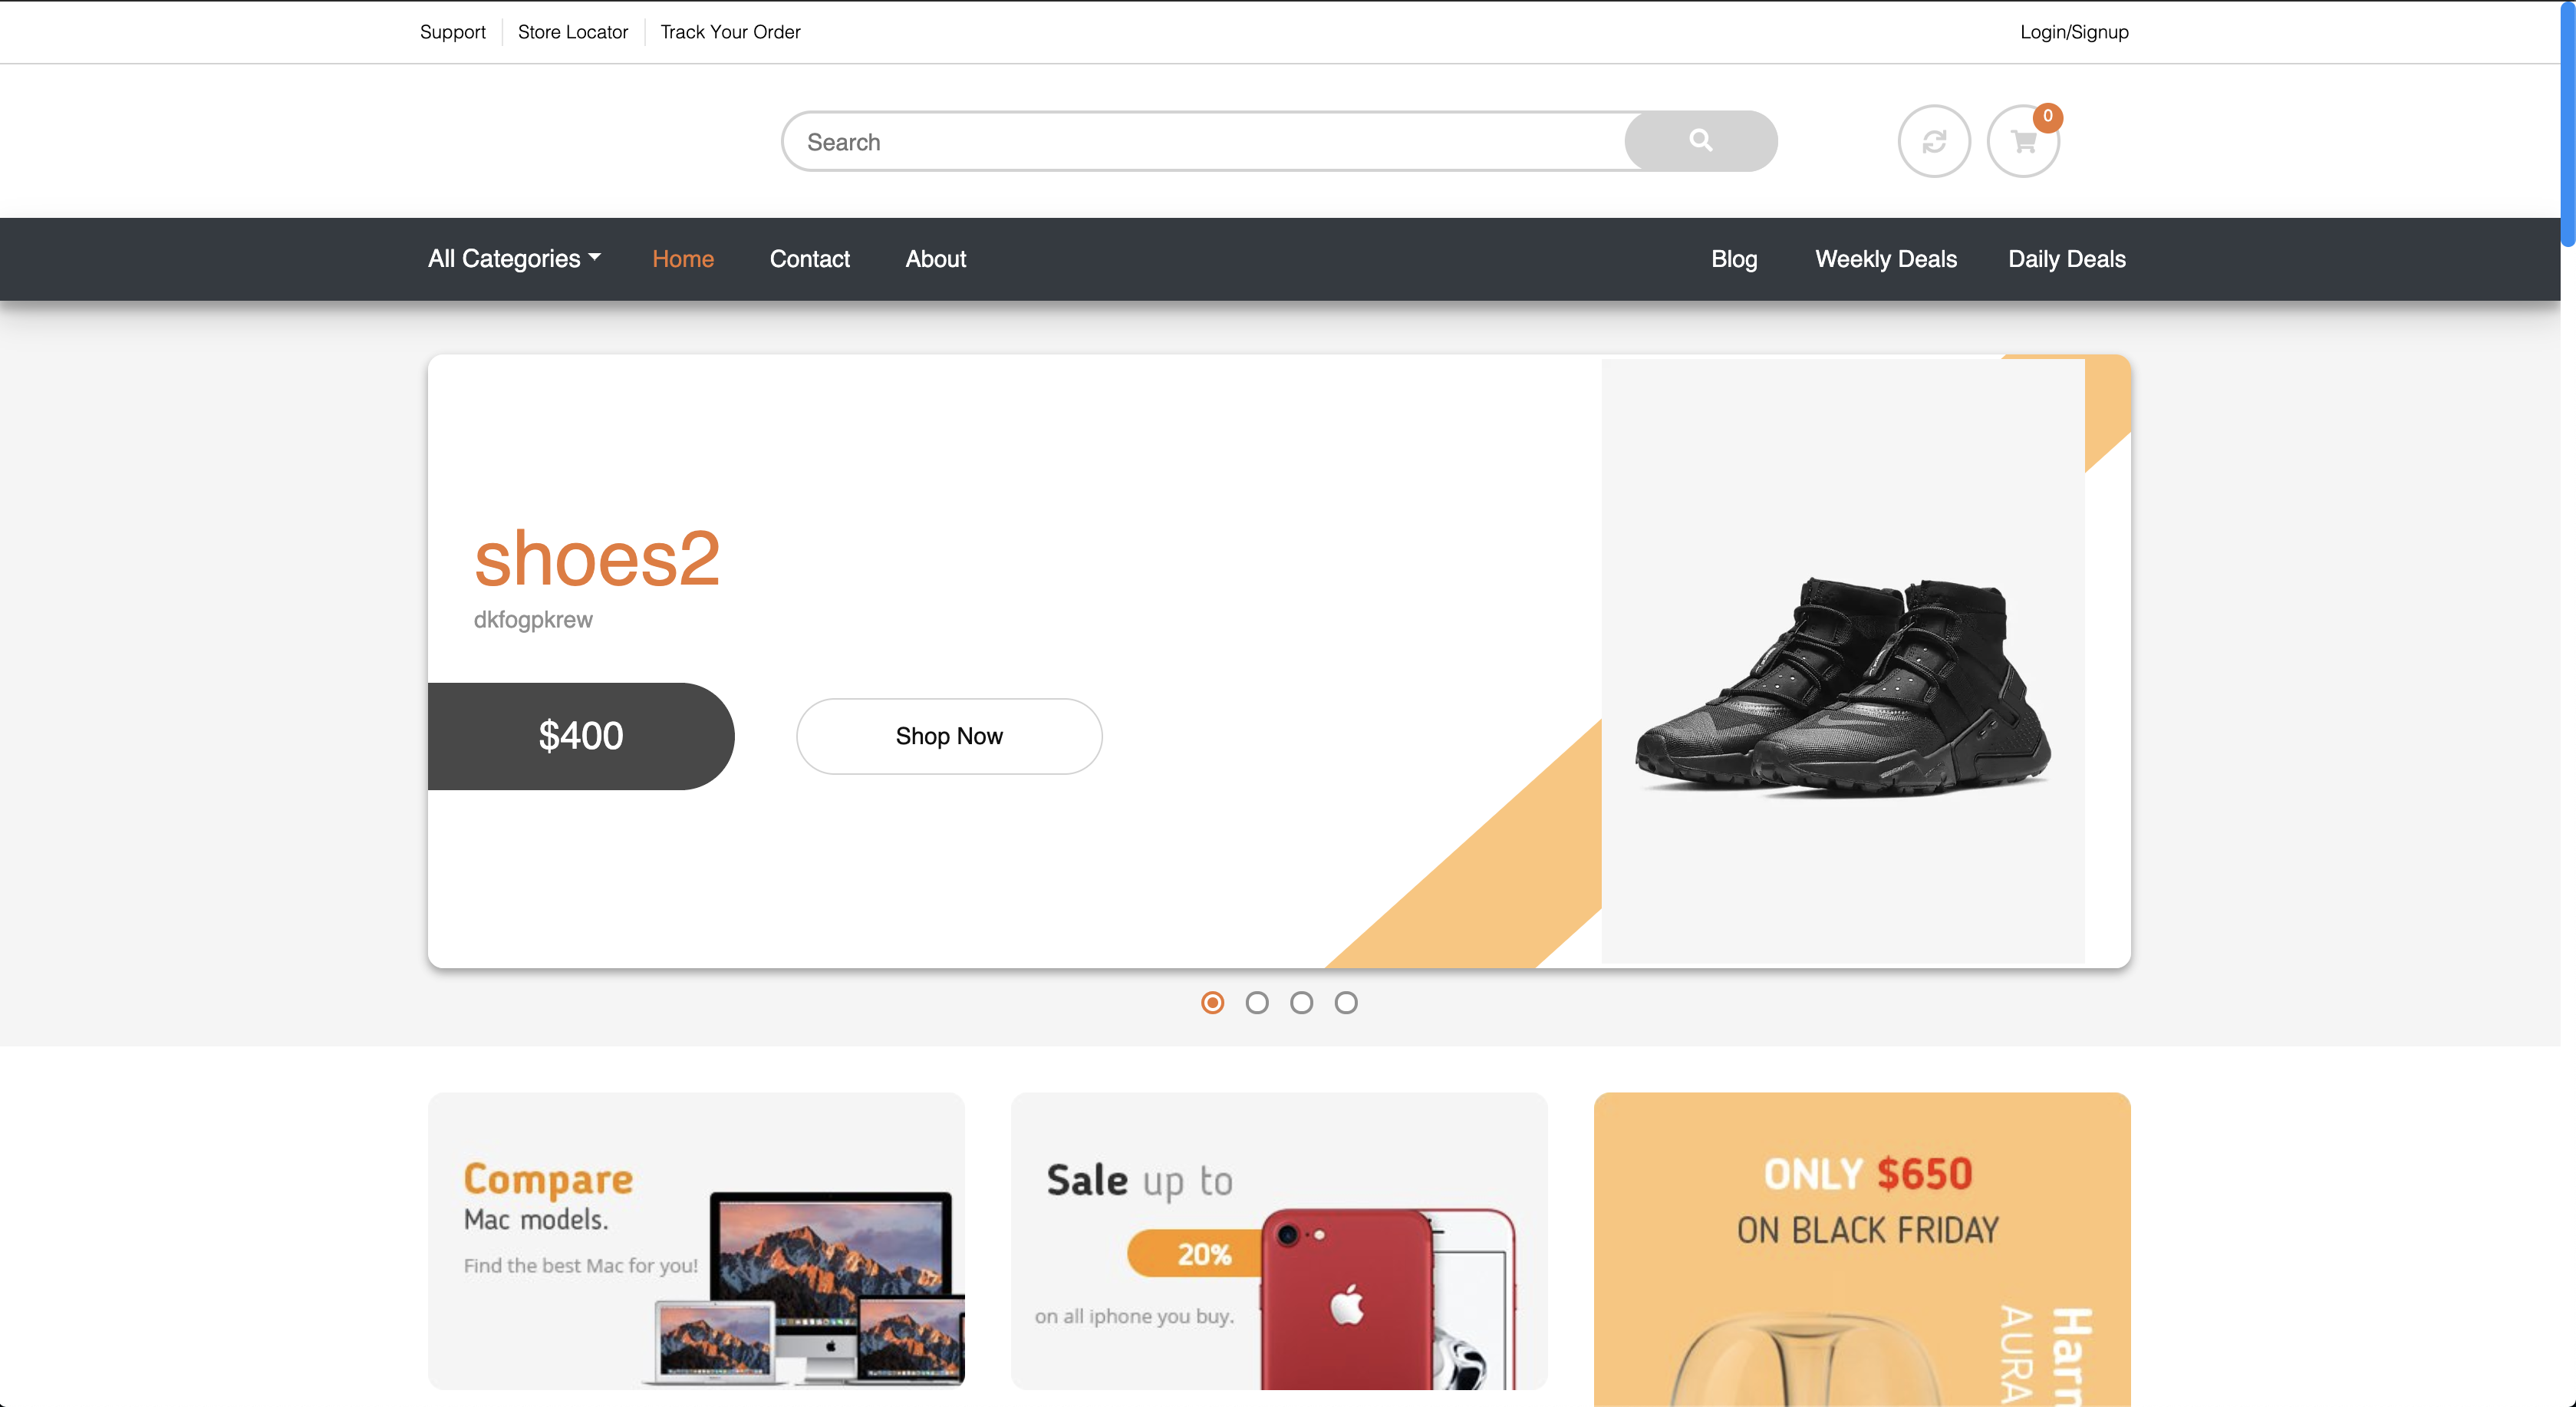 Support Store Locator Track Your Order Login/Signup
Search
0
All Categories Home Contact About Blog Weekly Deals Daily Deals
shoes2
dkfogpkrew
$400 Shop Now
Compare
Mac models.
Find the best Mac for you!
Sale up to
20%
on all iphone you buy.
ONLY $650
ON BLACK FRIDAY
AURA